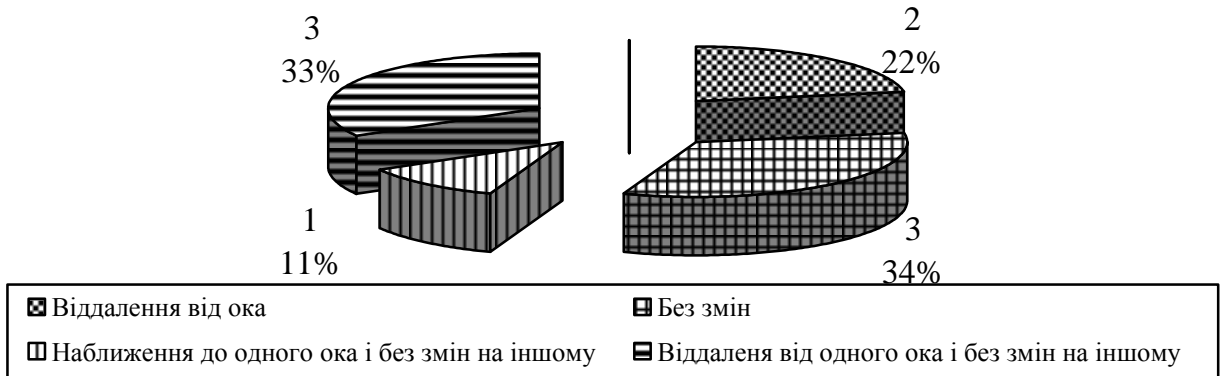 3
33%
2
22%
1
11%
3
34%
Віддалення від ока
Без змін
Наближення до одного ока і без змін на іншому
Віддаленя від одного ока і без змін на іншому